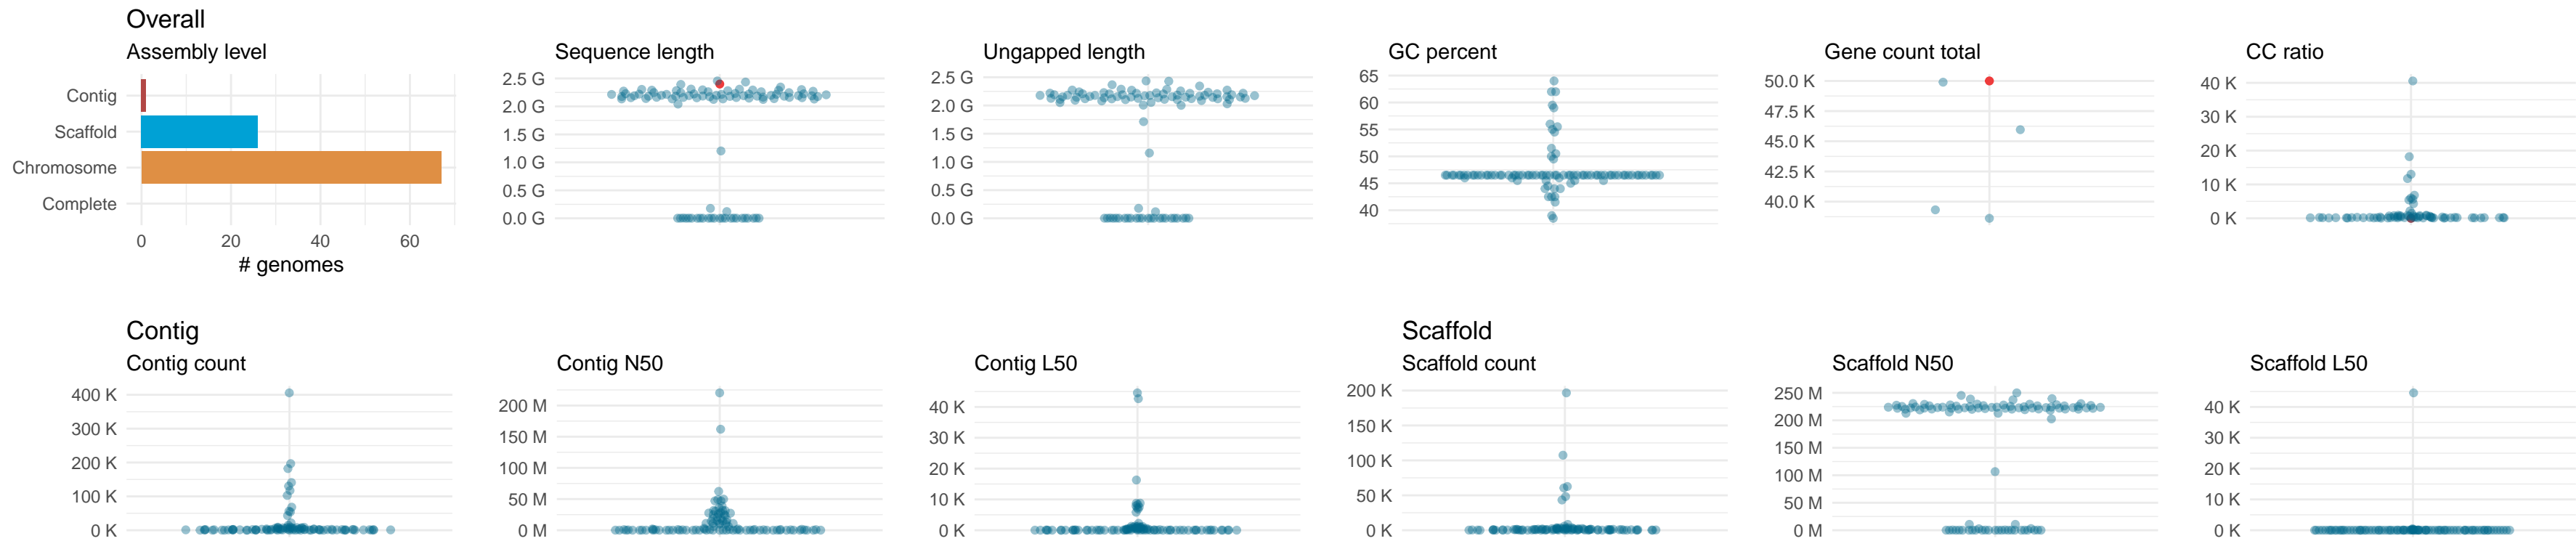 Overall
Assembly level
Contig
Scaffold
Chromosome
Complete
0 20 40 60
# genomes
Sequence length
2.5 G
2.0 G
1.5 G
1.0 G
0.5 G
0.0 G
Ungapped length
2.5 G
2.0 G
1.5 G
1.0 G
0.5 G
0.0 G
GC percent
65
60
55
50
45
40
Gene count total
50.0 K
47.5 K
45.0 K
42.5 K
40.0 K
CC ratio
40 K
30 K
20 K
10 K
0 K
Contig
Contig count
400 K
300 K
200 K
100 K
0 K
Contig N50
200 M
150 M
100 M
50 M
0 M
Contig L50
40 K
30 K
20 K
10 K
0 K
Scaffold
Scaffold count
200 K
150 K
100 K
50 K
0 K
Scaffold N50
250 M
200 M
150 M
100 M
50 M
0 M
Scaffold L50
40 K
30 K
20 K
10 K
0 K